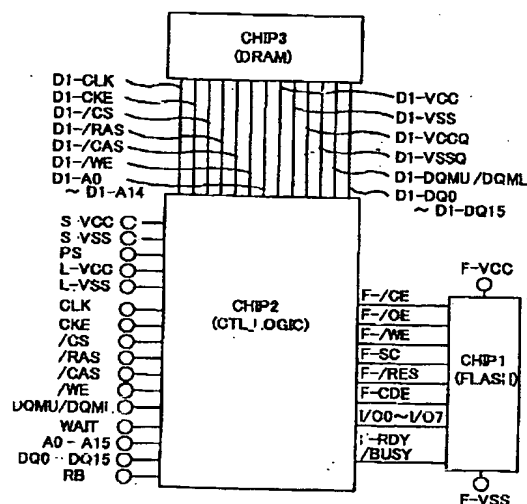 CHIP3
(DRAM)
D1-CLK
D1-CKE
D1-/CS
D1-/RAS
D1-/CAS
D1-/WE
D1-A0
~ D1-A14
D1-VCC
D1-VSS
D1-VCCQ
D1-VSSQ
D1-DQMU/DQML
D1-DQ0
~ D1-DQ15
S-VCC
S-VSS
PS
L-VCC
L-VSS
CLK
CKE
/CS
/RAS
/CAS
/WE
DQMU/DQML
WAIT
A0 - A15
DQ0 - DQ15
RB
CHIP2
(CTL_LOGIC)
F-/CE
F-/OE
F-/WE
F-SC
F-/RES
F-CDE
I/O0~I/O7
F-RDY
/BUSY
F-VCC
CHIP1
(FLASH)
F-VSS